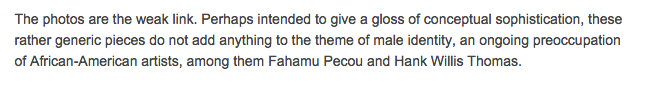 The photos are the weak link. Perhaps intended to give a gloss of conceptual sophistication, these
rather generic pieces do not add anything to the theme of male identity, an ongoing preoccupation
of African-American artists, among them Fahamu Pecou and Hank Willis Thomas.